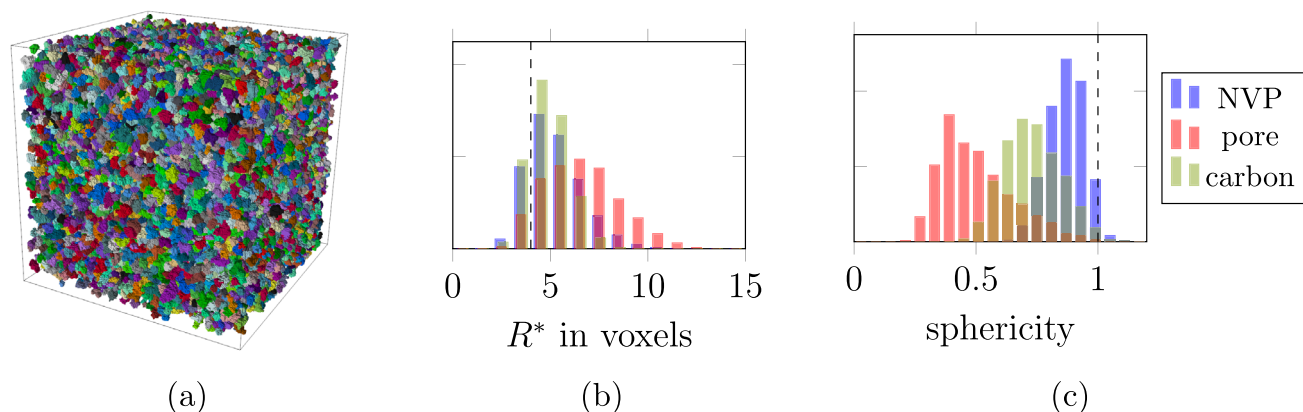 0
5
10
15
R* in voxels
0
0.5
1
sphericity
NVP
pore
carbon
(a)
(b)
(c)